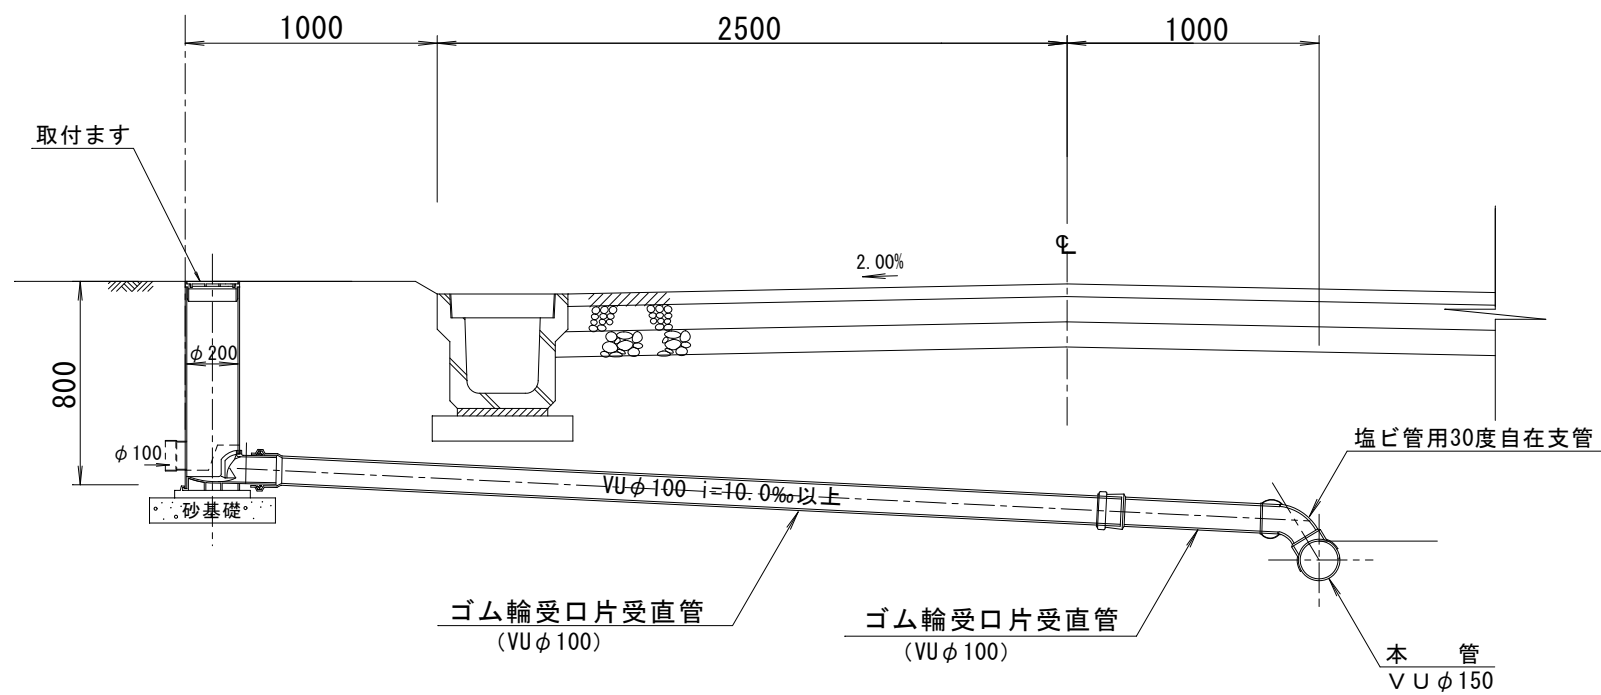 1000
2500
1000
取付ます
℄
2.00%
φ200
800
φ100
塩ビ管用30度自在支管
VUφ100 i=10.0‰以上
砂基礎
ゴム輪受口片受直管
(VUφ100)
ゴム輪受口片受直管
(VUφ100)
本 管
VUφ150